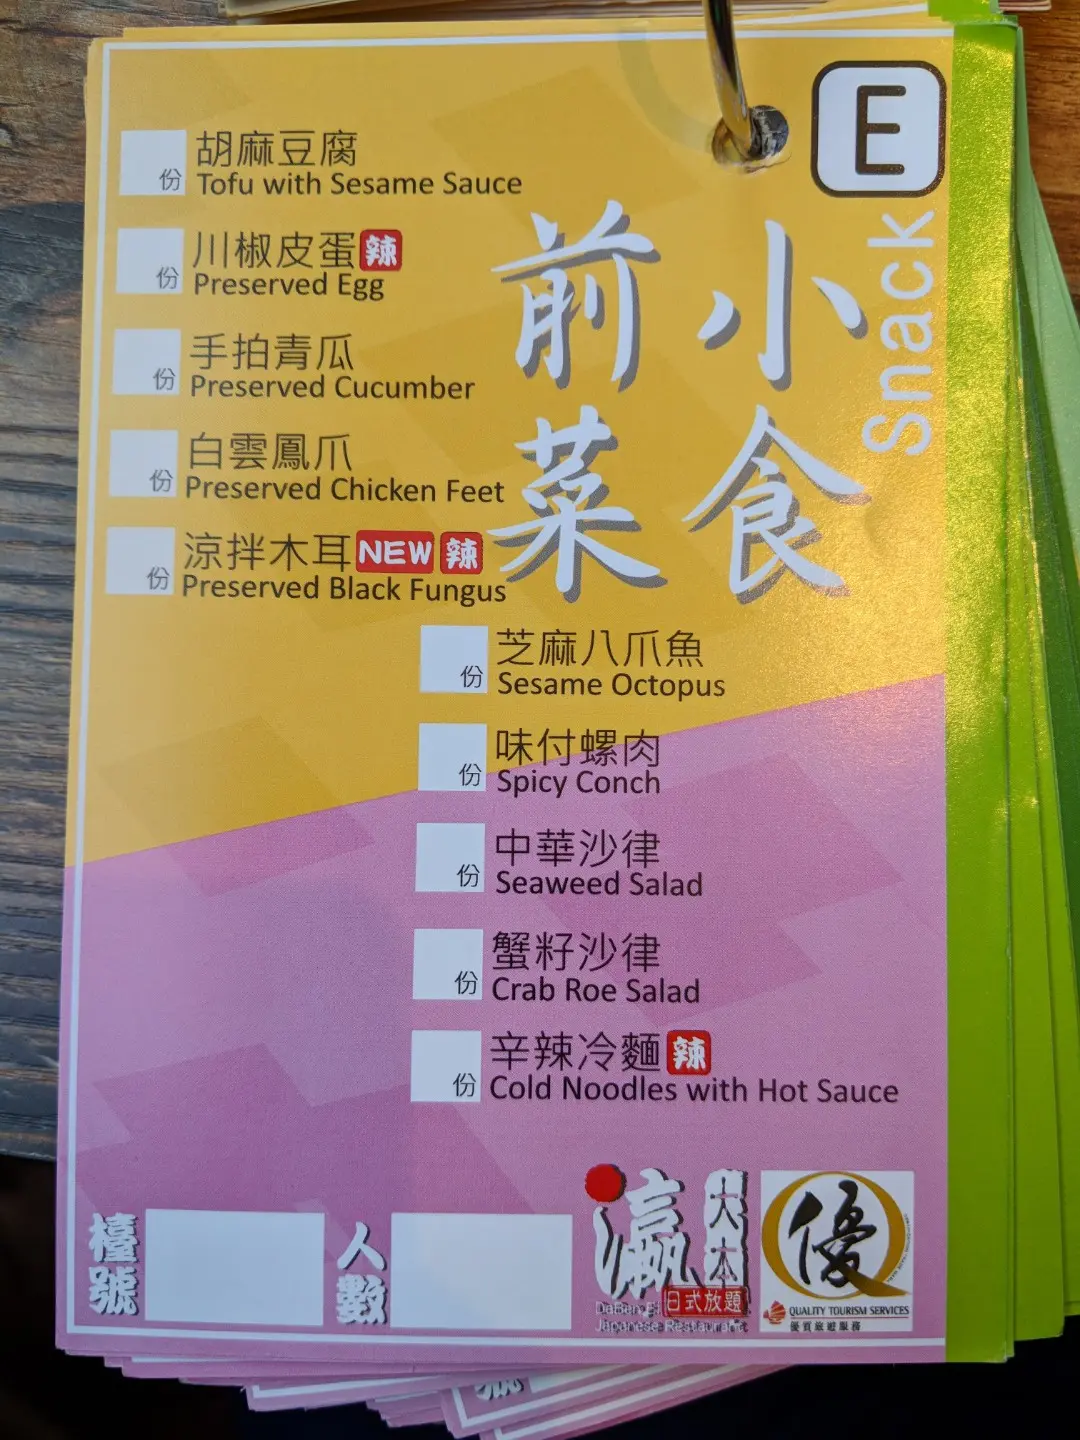 E
Snack
小食
前菜
份 胡麻豆腐
Tofu with Sesame Sauce
份 川椒皮蛋 辣
Preserved Egg
份 手拍青瓜
Preserved Cucumber
份 白雲鳳爪
Preserved Chicken Feet
份 涼拌木耳 NEW 辣
Preserved Black Fungus
份 芝麻八爪魚
Sesame Octopus
份 味付螺肉
Spicy Conch
份 中華沙律
Seaweed Salad
份 蟹籽沙律
Crab Roe Salad
份 辛辣冷麵 辣
Cold Noodles with Hot Sauce
檯號
人數
瀛
大本
日式放題
Japanese Restaurant
優
QUALITY TOURISM SERVICES
優質旅遊服務
號